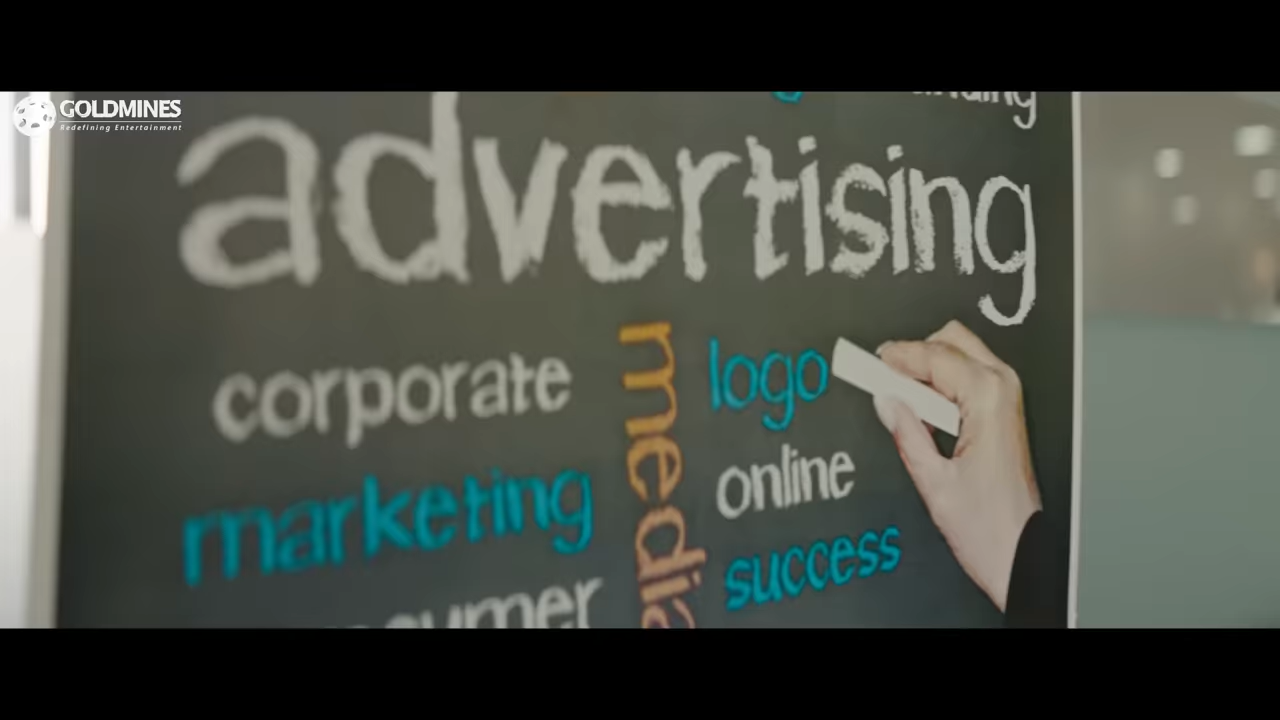 GOLDMINES
Redefining Entertainment
advertising
corporate
media
logo
marketing
online
success